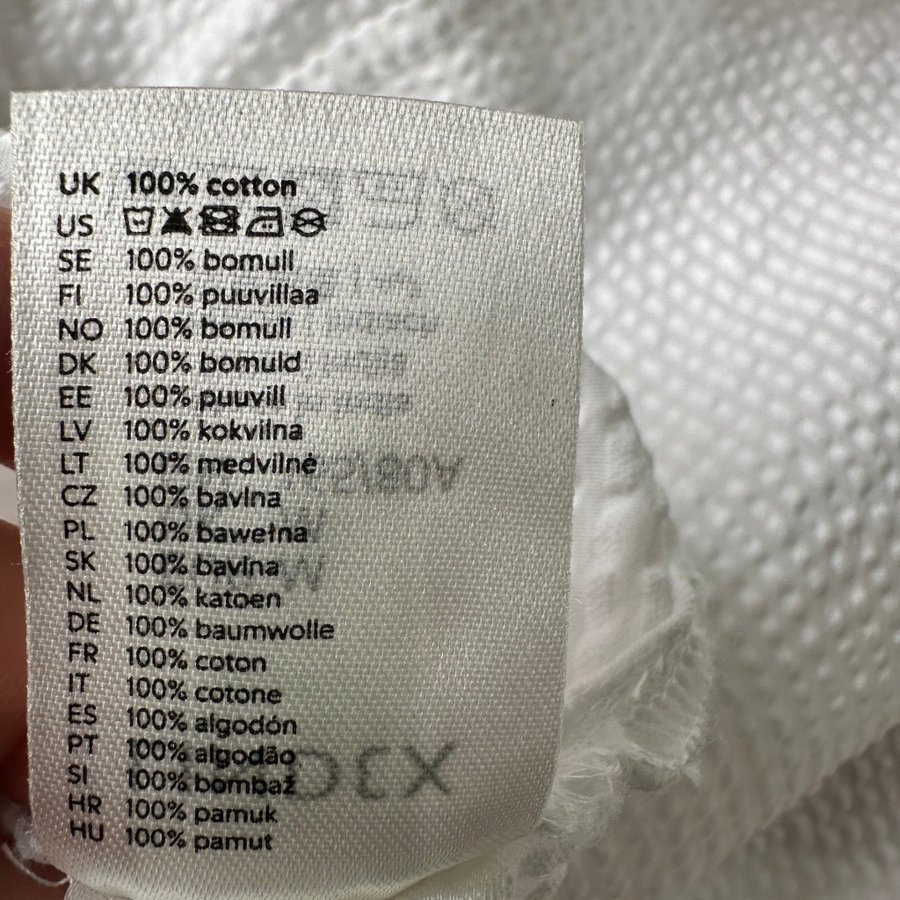 UK 100% cotton
US
SE 100% bomull
FI 100% puuvillaa
NO 100% bomull
DK 100% bomuld
EE 100% puuvill
LV 100% kokvilna
LT 100% medvilnė
CZ 100% bavlna
PL 100% bawełna
SK 100% bavlna
NL 100% katoen
DE 100% baumwolle
FR 100% coton
IT 100% cotone
ES 100% algodón
PT 100% algodão
SI 100% bombaž
HR 100% pamuk
HU 100% pamut